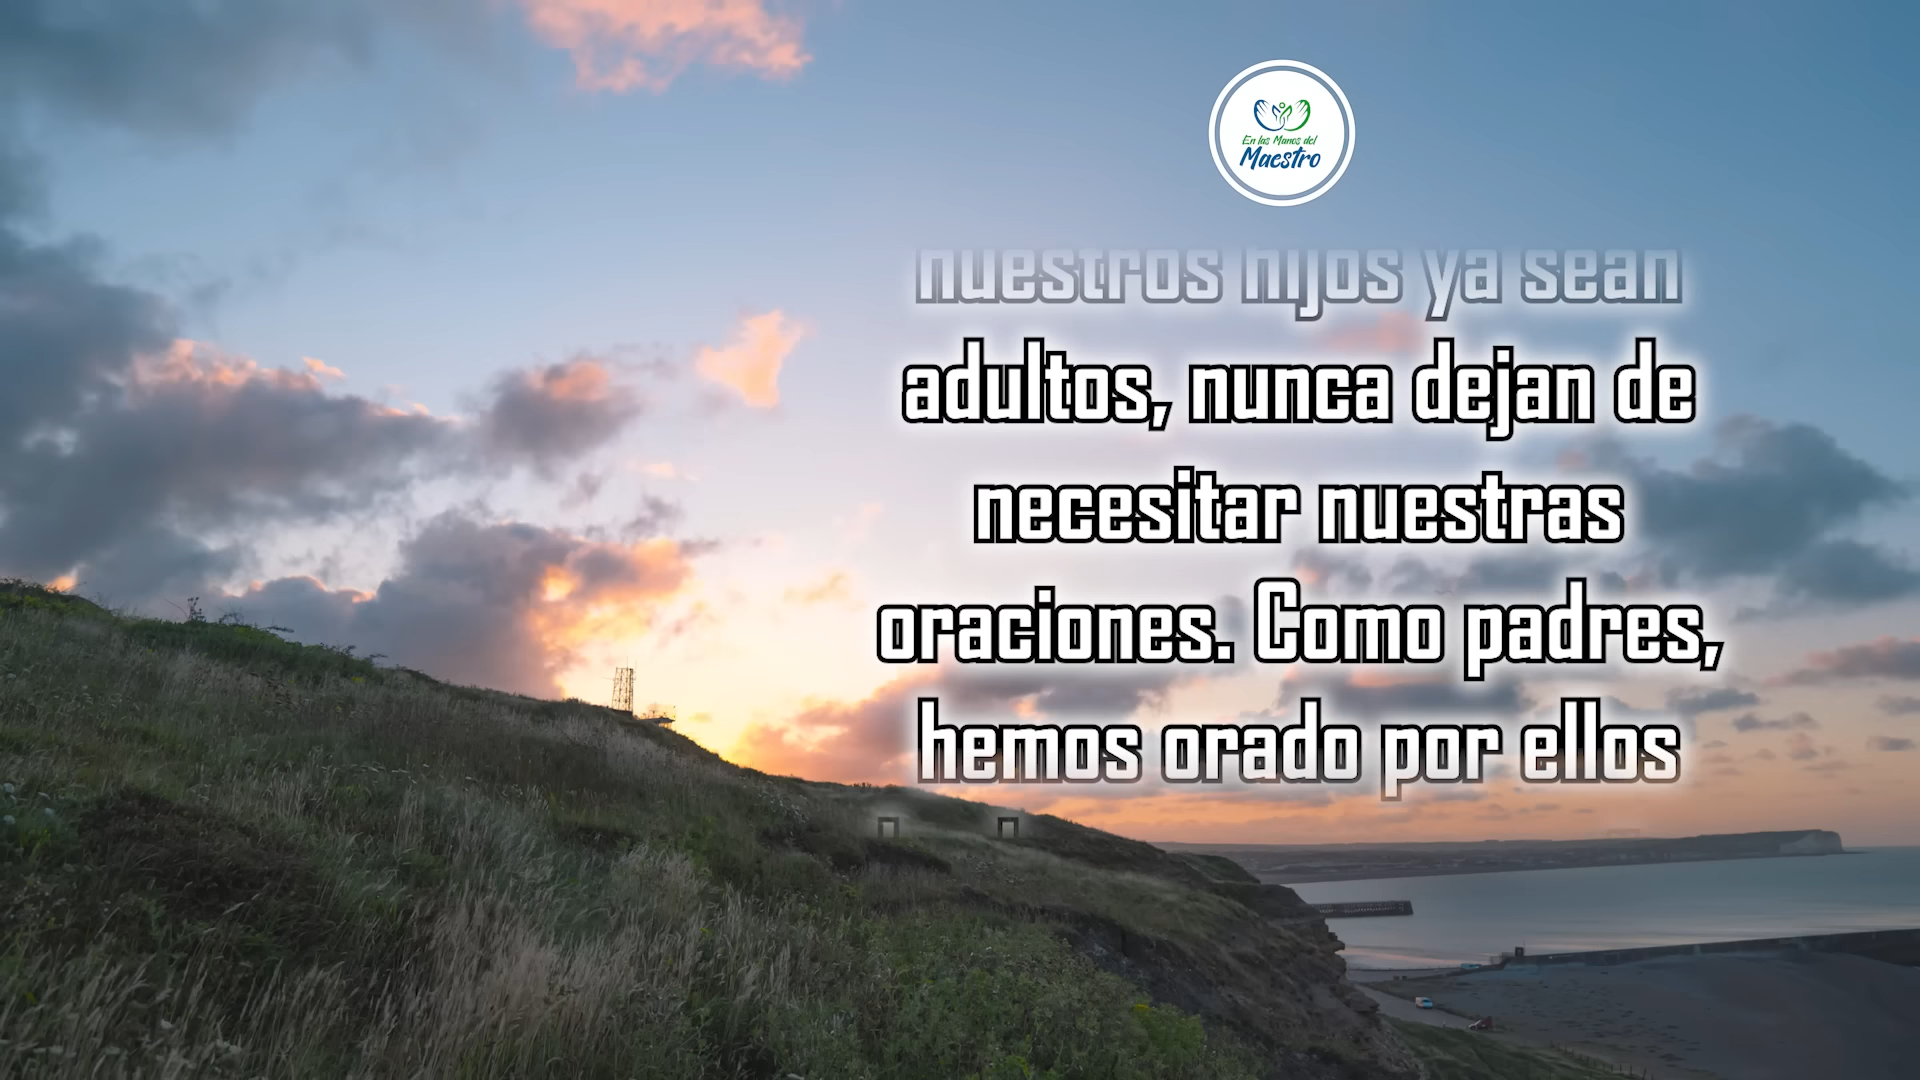 En las Manos del
Maestro
nuestros hijos ya sean
adultos, nunca dejan de
necesitar nuestras
oraciones. Como padres,
hemos orado por ellos